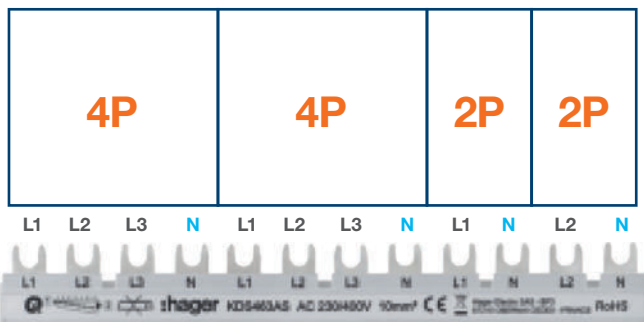 4P 4P 2P 2P
L1 L2 L3 N L1 L2 L3 N L1 N L2 N
L1 L2 L3 N L1 L2 L3 N L1 N L2 N
:hager KDS463AS AC 230/400V 10mm² CE FRANCE RoHS